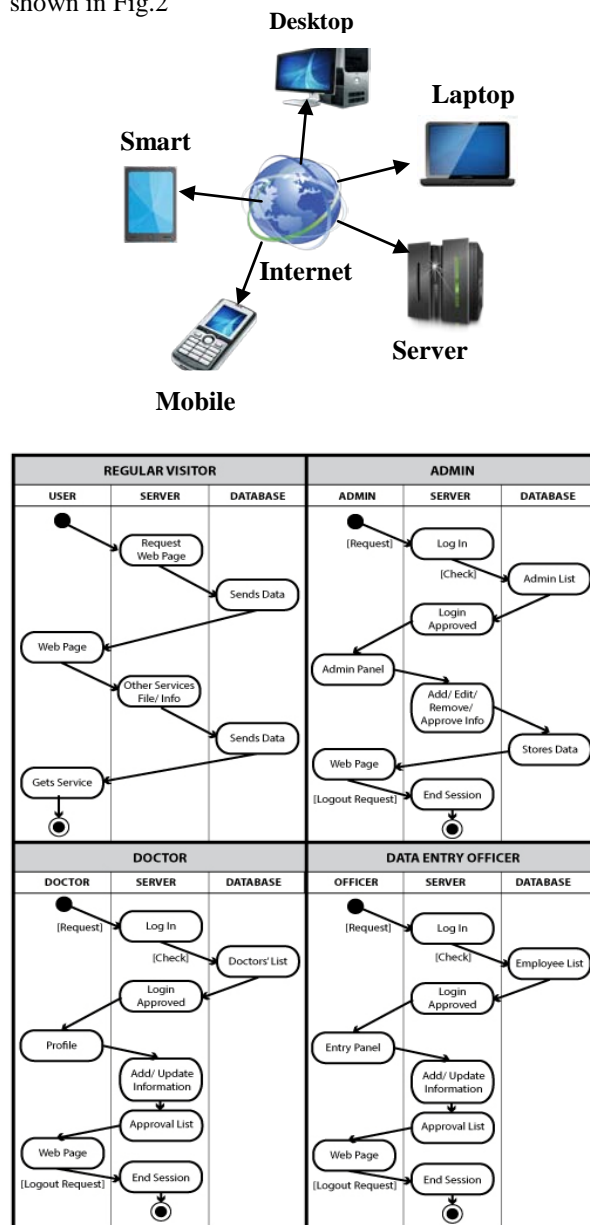 shown in Fig.2
Desktop
Laptop
Smart
Internet
Server
Mobile
REGULAR VISITOR
USER SERVER DATABASE
Request
Web Page
Sends Data
Web Page
Other Services
File/ Info
Sends Data
Gets Service
ADMIN
ADMIN SERVER DATABASE
[Request]
Log In
[Check]
Admin List
Login
Approved
Admin Panel
Add/ Edit/
Remove/
Approve Info
Stores Data
Web Page
[Logout Request]
End Session
DOCTOR
DOCTOR SERVER DATABASE
[Request]
Log In
[Check]
Doctors' List
Login
Approved
Profile
Add/ Update
Information
Approval List
Web Page
[Logout Request]
End Session
DATA ENTRY OFFICER
OFFICER SERVER DATABASE
[Request]
Log In
[Check]
Employee List
Login
Approved
Entry Panel
Add/ Update
Information
Approval List
Web Page
[Logout Request]
End Session